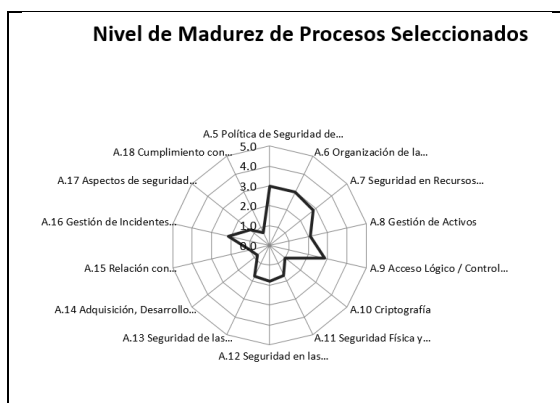 Nivel de Madurez de Procesos Seleccionados
A.5 Política de Seguridad de...
A.18 Cumplimiento con...
5.0
A.6 Organización de la...
4.0
A.17 Aspectos de seguridad...
A.7 Seguridad en Recursos...
3.0
2.0
A.16 Gestión de Incidentes...
A.8 Gestión de Activos
1.0
0.0
A.15 Relación con...
A.9 Acceso Lógico / Control...
A.14 Adquisición, Desarrollo...
A.10 Criptografía
A.13 Seguridad de las...
A.11 Seguridad Física y...
A.12 Seguridad en las...